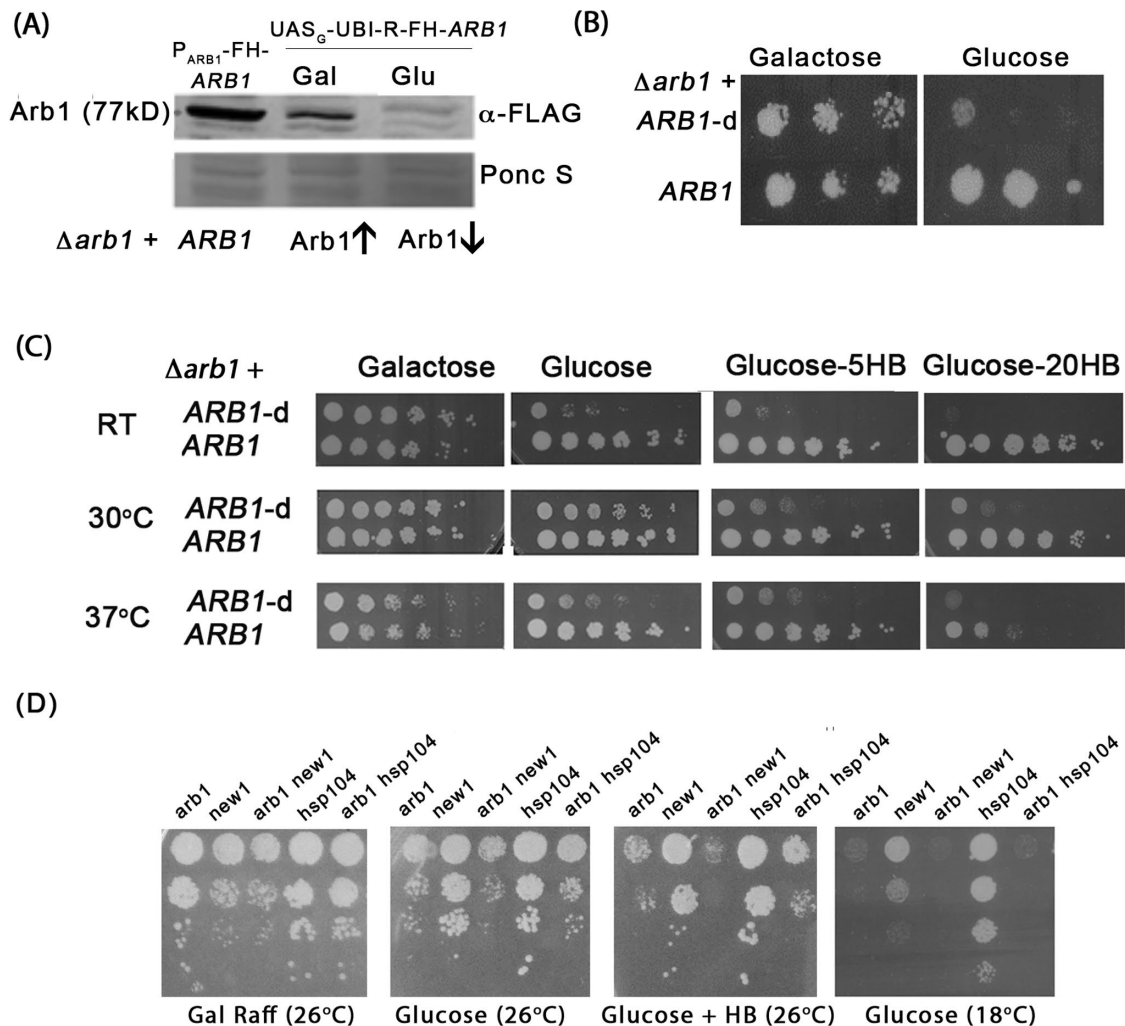 (A)
UAS_G-UBI-R-FH-ARB1
P_ARB1-FH-
ARB1
Gal
Glu
Arb1 (77kD)
α-FLAG
Ponc S
Δarb1 +
ARB1
Arb1↑
Arb1↓
(B)
Galactose
Glucose
Δarb1 +
ARB1-d
ARB1
(C)
Δarb1 +
Galactose
Glucose
Glucose-5HB
Glucose-20HB
RT
ARB1-d
ARB1
30°C
ARB1-d
ARB1
37°C
ARB1-d
ARB1
(D)
arb1
new1
arb1 new1
hsp104
arb1 hsp104
arb1
new1
arb1 new1
hsp104
arb1 hsp104
arb1
new1
arb1 new1
hsp104
arb1 hsp104
arb1
new1
arb1 new1
hsp104
arb1 hsp104
Gal Raff (26°C)
Glucose (26°C)
Glucose + HB (26°C)
Glucose (18°C)